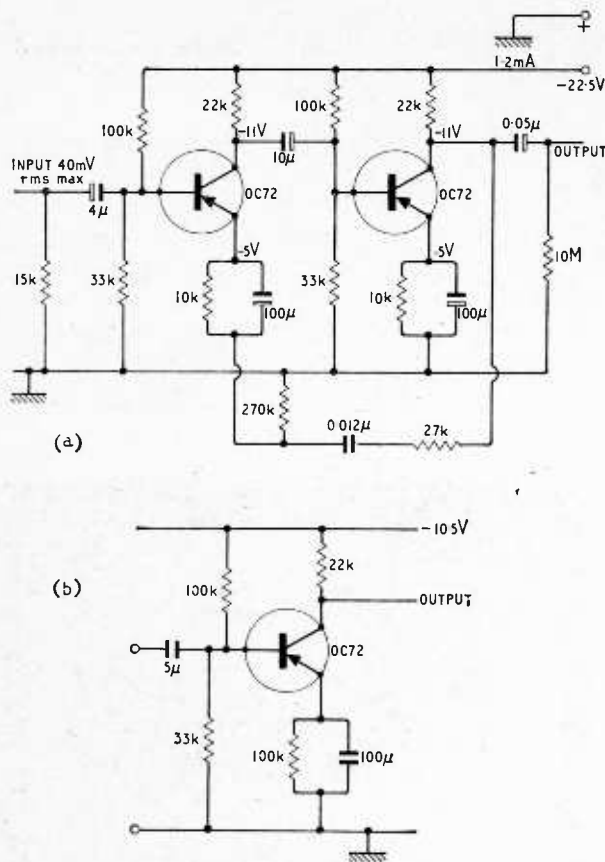 +
1·2mA
-22·5V
22k
100k
22k
-11V
-11V
0·05μ
100k
10μ
OUTPUT
INPUT 40mV
rms max
OC72
OC72
4μ
-5V
-5V
15k
33k
10k
100μ
33k
10k
100μ
10M
270k
0·012μ
27k
(a)
-10·5V
(b)
22k
100k
OUTPUT
OC72
5μ
33k
100k
100μ